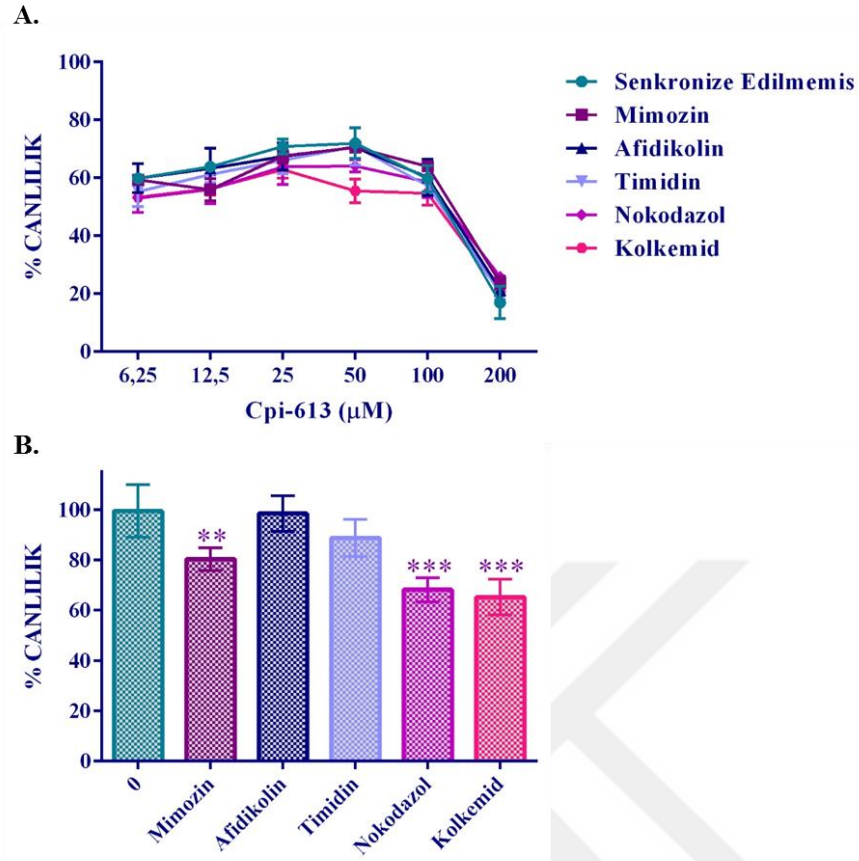 A.
100
80
60
40
20
0
% CANLILIK
6,25 12,5 25 50 100 200
Cpi-613 (μM)
Senkronize Edilmemis
Mimozin
Afidikolin
Timidin
Nokodazol
Kolkemid
B.
100
80
60
40
20
0
% CANLILIK
** *** ***
0 Mimozin Afidikolin Timidin Nokodazol Kolkemid